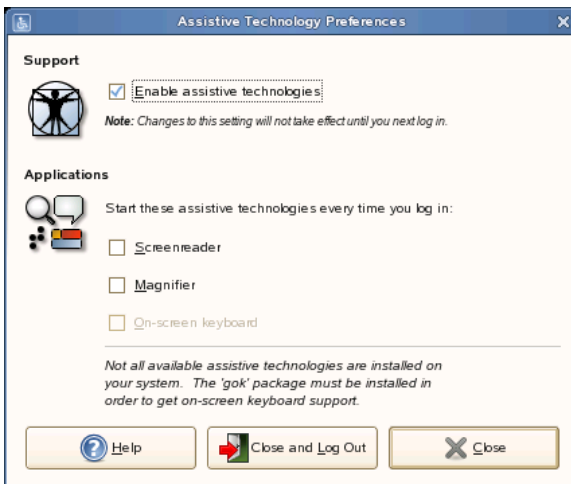 Assistive Technology Preferences
Support
Enable assistive technologies
Note: Changes to this setting will not take effect until you next log in.
Applications
Start these assistive technologies every time you log in:
Screenreader
Magnifier
On-screen keyboard
Not all available assistive technologies are installed on
your system. The 'gok' package must be installed in
order to get on-screen keyboard support.
Help
Close and Log Out
Close